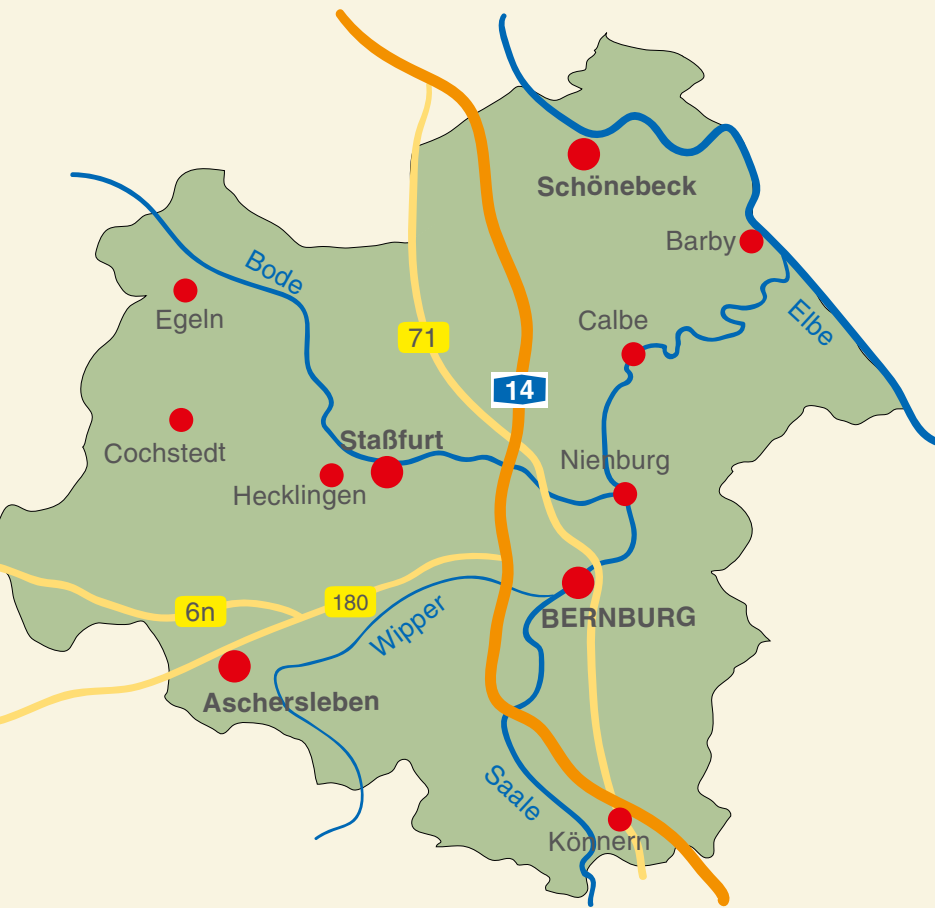 Schönebeck
Barby
Bode
Egeln
Elbe
Calbe
71
14
Staßfurt
Cochstedt
Nienburg
Hecklingen
180
6n
BERNBURG
Wipper
Aschersleben
Saale
Könnern